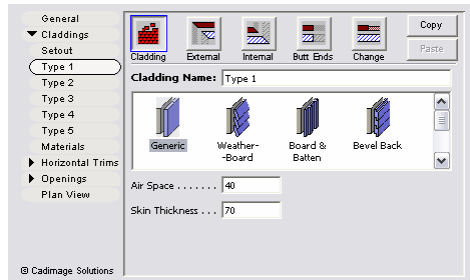 General
Claddings
Setout
Type 1
Type 2
Type 3
Type 4
Type 5
Materials
Horizontal Trims
Openings
Plan View
© Cadimage Solutions
Cladding
External
Internal
Butt Ends
Change
Copy
Paste
Cladding Name: Type 1
Generic
Weather-
-Board
Board &
Batten
Bevel Back
Air Space ....... 40
Skin Thickness ... 70